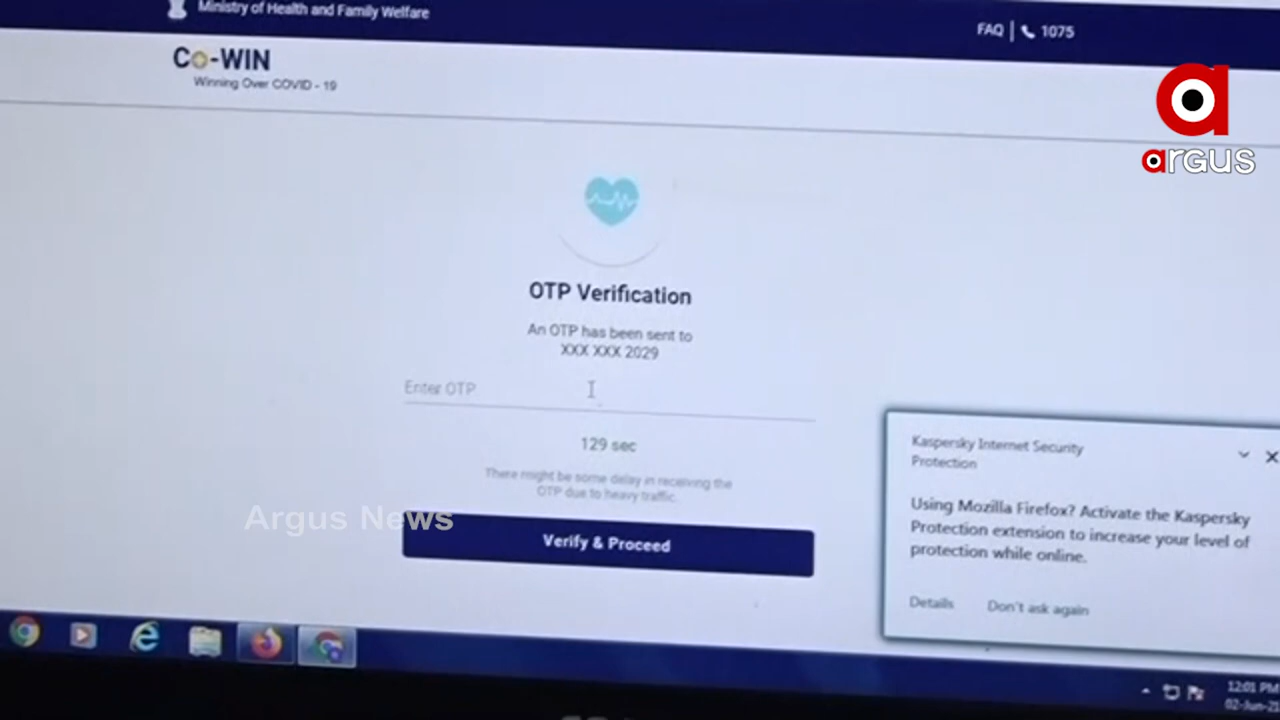 Ministry of Health and Family Welfare
FAQ | 1075
Co-WIN
Winning Over COVID - 19
argus
OTP Verification
An OTP has been sent to
XXX XXX 2029
Enter OTP
129 sec
There might be some delay in receiving the
OTP due to heavy traffic.
Argus News
Verify & Proceed
Kaspersky Internet Security
Protection
Using Mozilla Firefox? Activate the Kaspersky
Protection extension to increase your level of
protection while online.
Details Don't ask again
12:01 PM
02-Jun-2